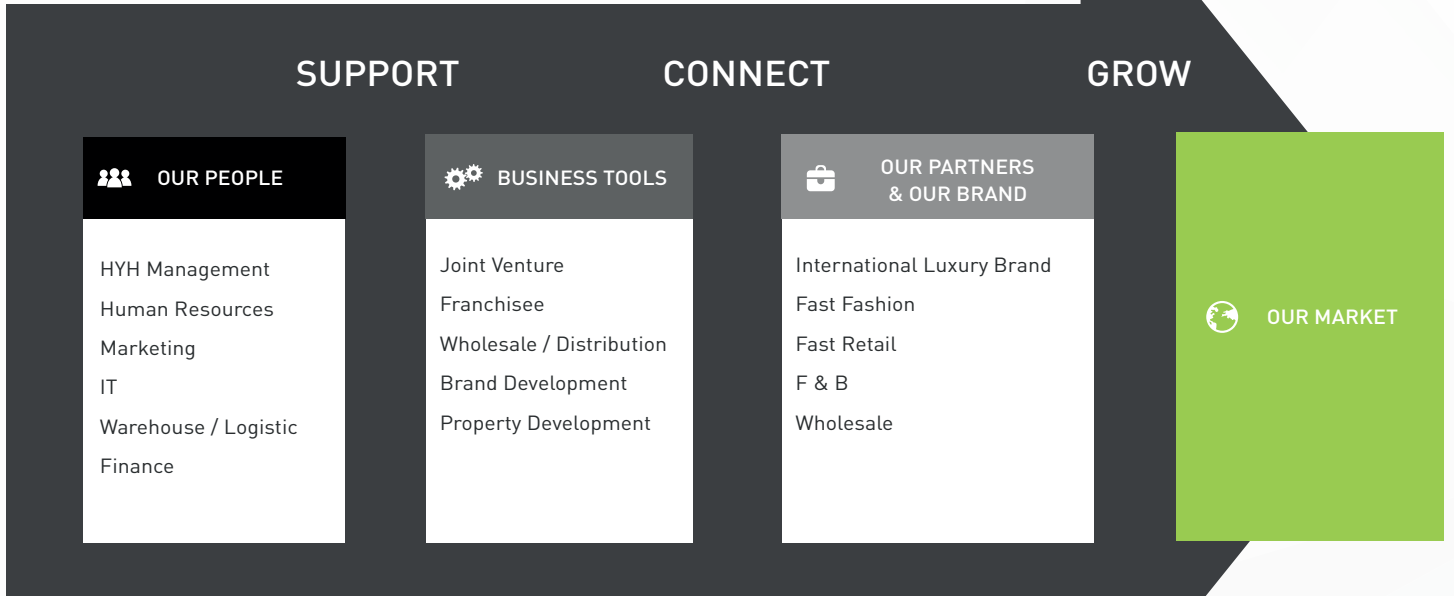 SUPPORT
CONNECT
GROW
OUR PEOPLE
HYH Management
Human Resources
Marketing
IT
Warehouse / Logistic
Finance
BUSINESS TOOLS
Joint Venture
Franchisee
Wholesale / Distribution
Brand Development
Property Development
OUR PARTNERS
& OUR BRAND
International Luxury Brand
Fast Fashion
Fast Retail
F & B
Wholesale
OUR MARKET